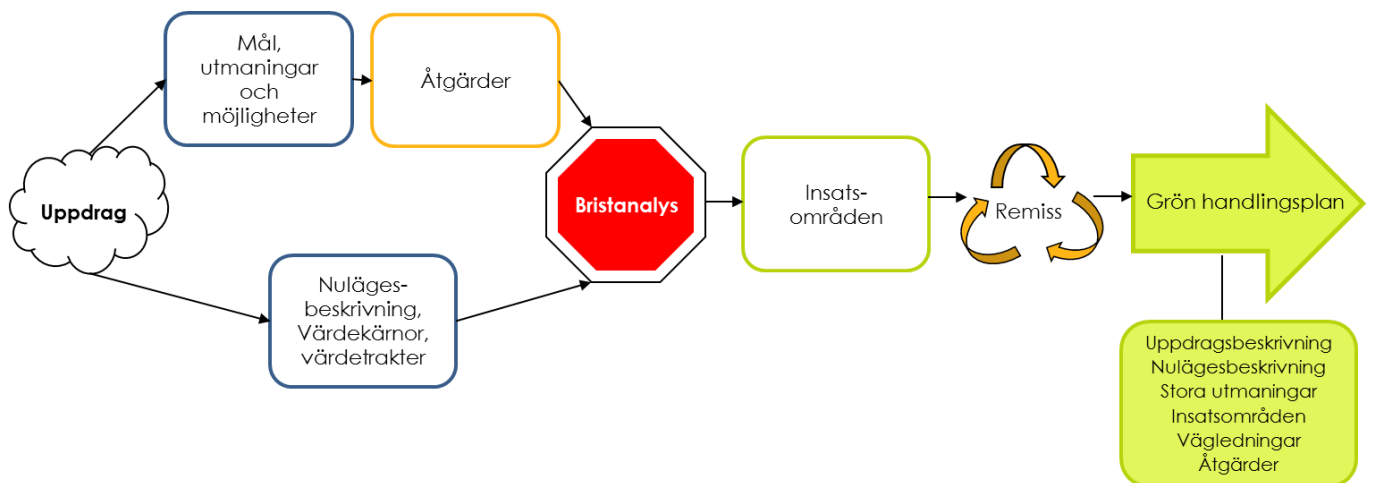 Mål,
utmaningar
och
möjligheter
Åtgärder
Uppdrag
Nuläges-
beskrivning,
Värdekärnor,
värdetrakter
Bristanalys
Insats-
områden
Remiss
Grön handlingsplan
Uppdragsbeskrivning
Nulägesbeskrivning
Stora utmaningar
Insatsområden
Vägledningar
Åtgärder